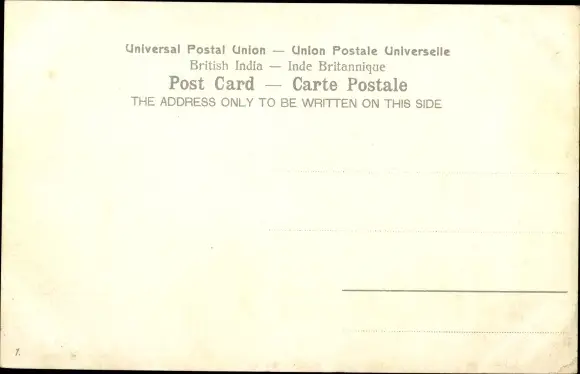 Universal Postal Union — Union Postale Universelle
British India — Inde Britannique
Post Card — Carte Postale
THE ADDRESS ONLY TO BE WRITTEN ON THIS SIDE
7.